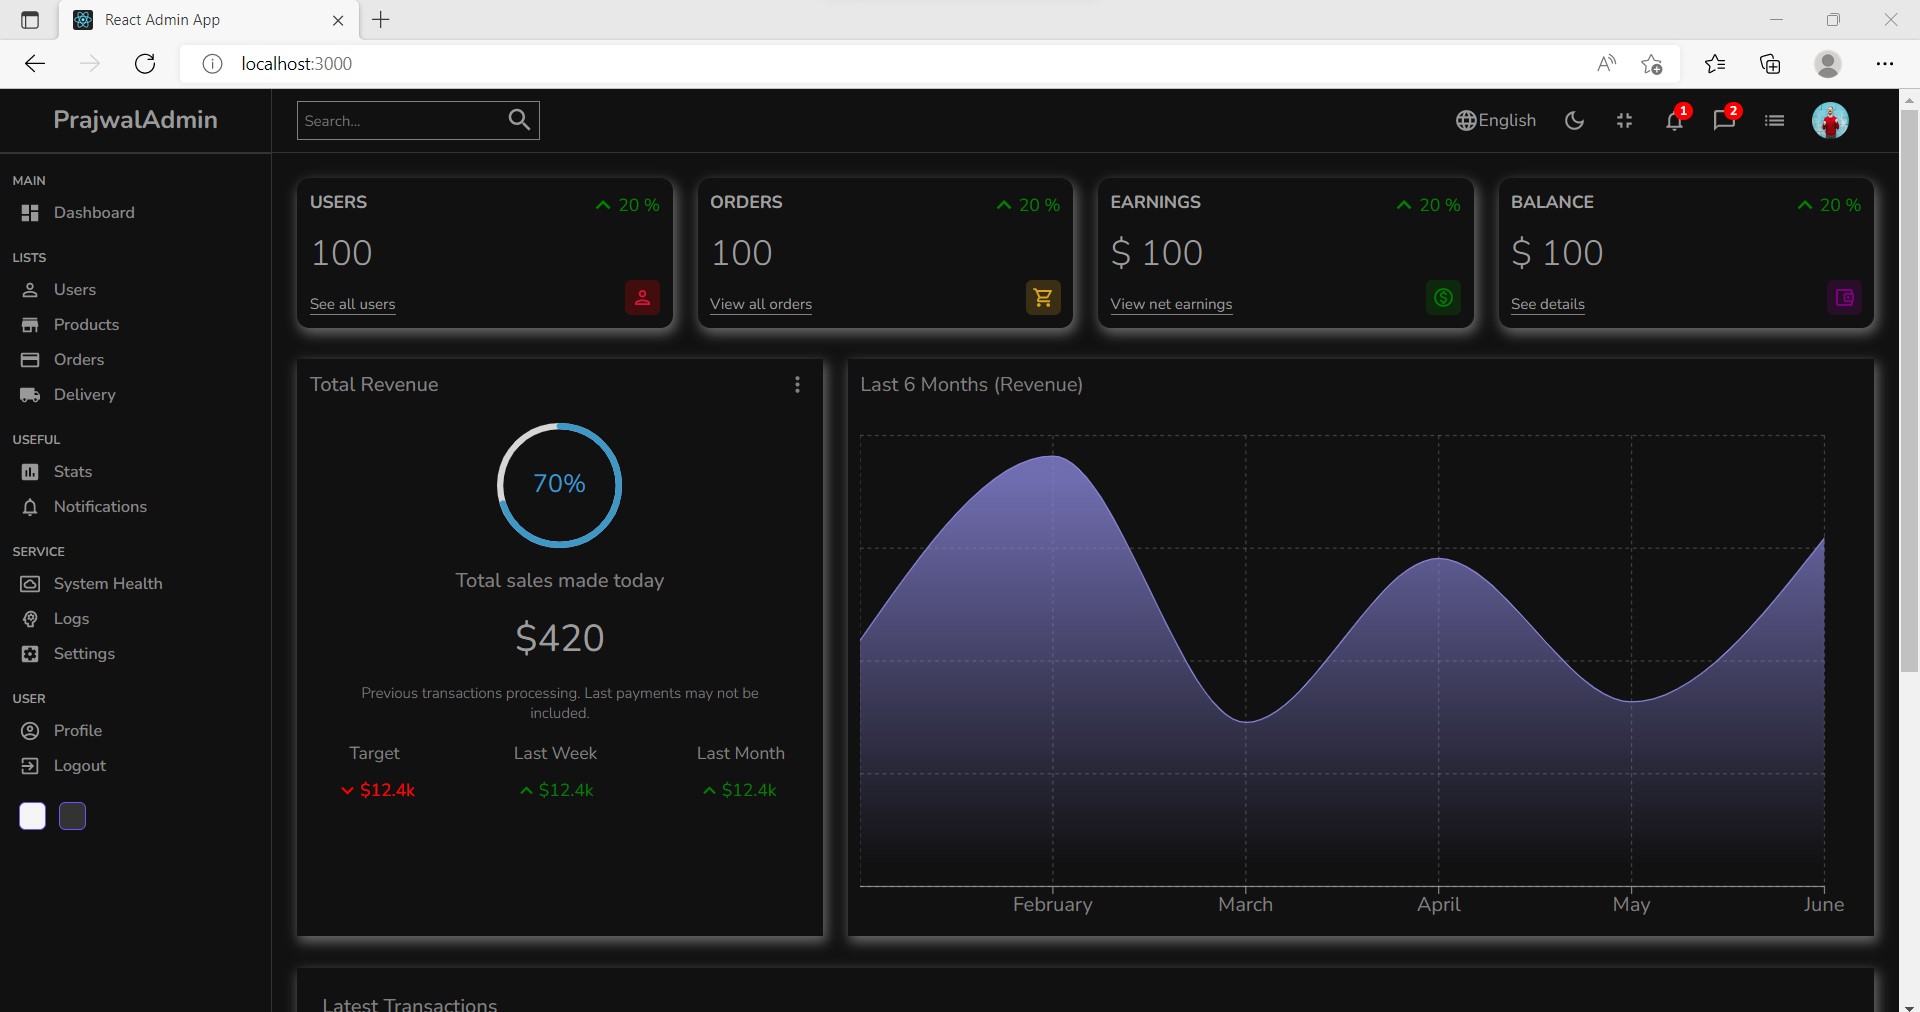 React Admin App
localhost:3000
PrajwalAdmin
Search...
English
1
2
MAIN
Dashboard
LISTS
Users
Products
Orders
Delivery
USEFUL
Stats
Notifications
SERVICE
System Health
Logs
Settings
USER
Profile
Logout
USERS
20 %
100
See all users
ORDERS
20 %
100
View all orders
EARNINGS
20 %
$ 100
View net earnings
BALANCE
20 %
$ 100
See details
Total Revenue
70%
Total sales made today
$420
Previous transactions processing. Last payments may not be
included.
Target
Last Week
Last Month
$12.4k
$12.4k
$12.4k
Last 6 Months (Revenue)
February
March
April
May
June
Latest Transactions